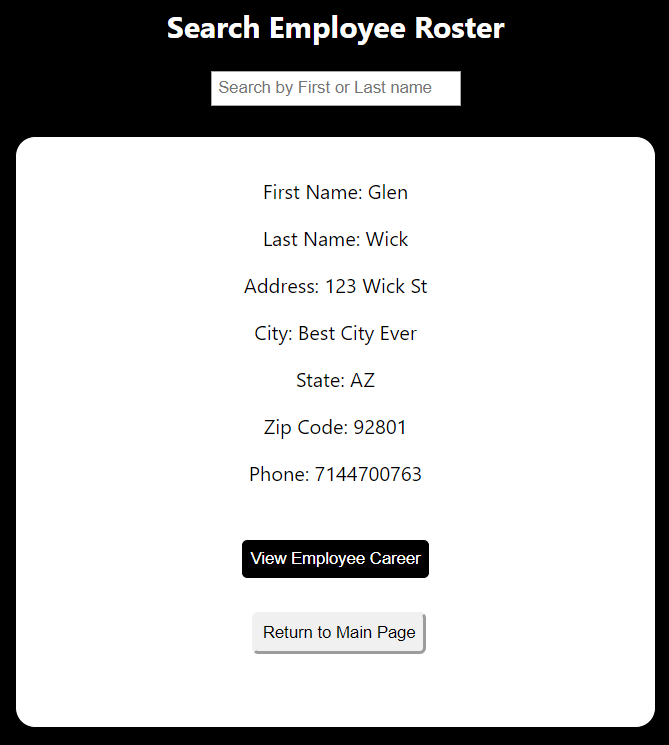 Search Employee Roster
Search by First or Last name
First Name: Glen
Last Name: Wick
Address: 123 Wick St
City: Best City Ever
State: AZ
Zip Code: 92801
Phone: 7144700763
View Employee Career
Return to Main Page